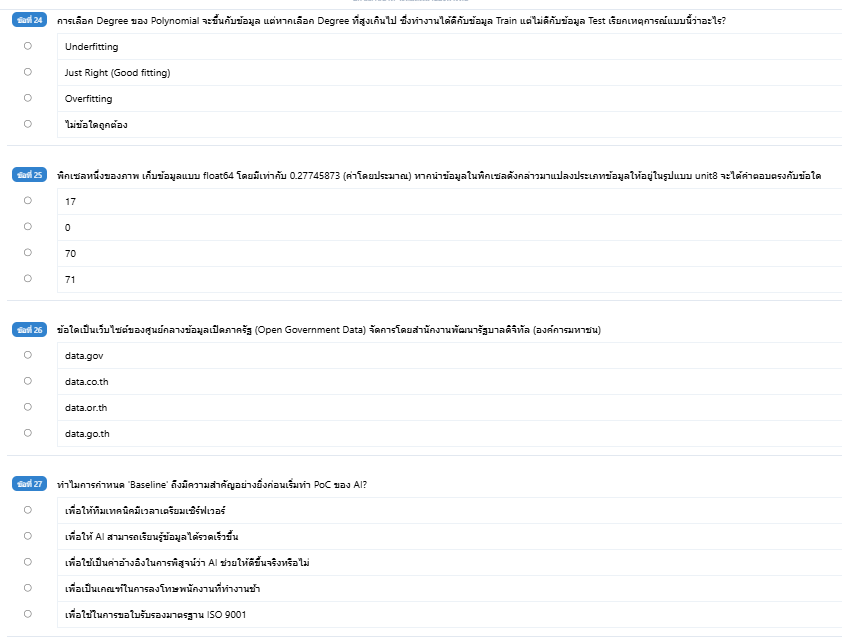 ข้อที่ 24 การเลือก Degree ของ Polynomial จะขึ้นกับข้อมูล แต่หากเลือก Degree ที่สูงเกินไป ซึ่งทำงานได้ดีกับข้อมูล Train แต่ไม่ดีกับข้อมูล Test เรียกเหตุการณ์แบบนี้ว่าอะไร?
Underfitting
Just Right (Good fitting)
Overfitting
ไม่ข้อใดถูกต้อง
ข้อที่ 25 พิกเซลหนึ่งของภาพ เก็บข้อมูลแบบ float64 โดยมีเท่ากับ 0.27745873 (ค่าโดยประมาณ) หากนำข้อมูลในพิกเซลดังกล่าวมาแปลงประเภทข้อมูลให้อยู่ในรูปแบบ unit8 จะได้คำตอบตรงกับข้อใด
17
0
70
71
ข้อที่ 26 ข้อใดเป็นเว็บไซต์ของศูนย์กลางข้อมูลเปิดภาครัฐ (Open Government Data) จัดการโดยสำนักงานพัฒนารัฐบาลดิจิทัล (องค์การมหาชน)
data.gov
data.co.th
data.or.th
data.go.th
ข้อที่ 27 ทำไมการกำหนด 'Baseline' ถึงมีความสำคัญอย่างยิ่งก่อนเริ่มทำ PoC ของ AI?
เพื่อให้ทีมเทคนิคมีเวลาเตรียมเซิร์ฟเวอร์
เพื่อให้ AI สามารถเรียนรู้ข้อมูลได้รวดเร็วขึ้น
เพื่อใช้เป็นค่าอ้างอิงในการพิสูจน์ว่า AI ช่วยให้ดีขึ้นจริงหรือไม่
เพื่อเป็นเกณฑ์ในการลงโทษพนักงานที่ทำงานช้า
เพื่อใช้ในการขอใบรับรองมาตรฐาน ISO 9001